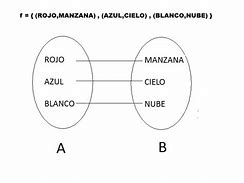 f = { (ROJO,MANZANA) , (AZUL,CIELO) , (BLANCO,NUBE) }
ROJO MANZANA
AZUL CIELO
BLANCO NUBE
A B